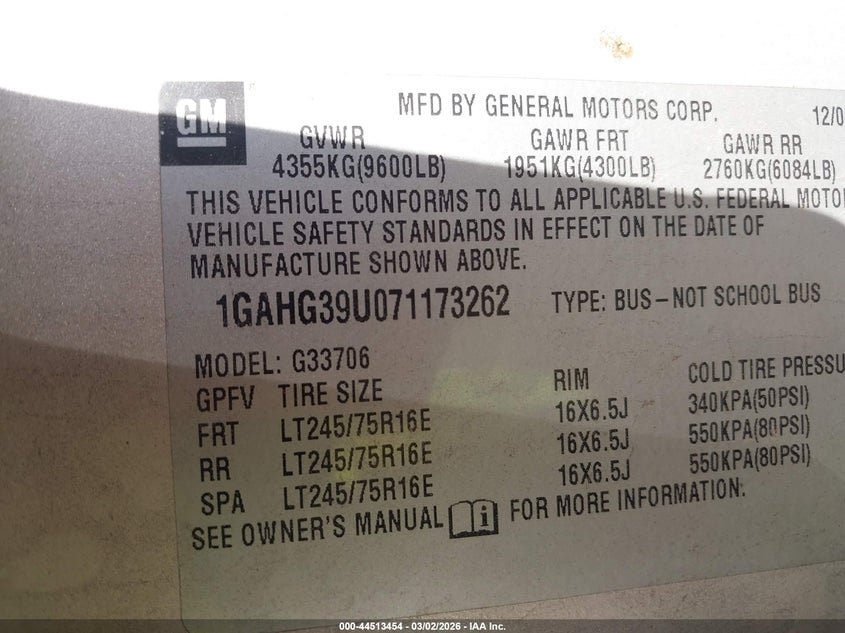 GM
MFD BY GENERAL MOTORS CORP. 12/0
GVWR GAWR FRT GAWR RR
4355KG(9600LB) 1951KG(4300LB) 2760KG(6084LB)
THIS VEHICLE CONFORMS TO ALL APPLICABLE U.S. FEDERAL MOTO
VEHICLE SAFETY STANDARDS IN EFFECT ON THE DATE OF
MANUFACTURE SHOWN ABOVE.
1GAHG39U071173262 TYPE: BUS-NOT SCHOOL BUS
MODEL: G33706
GPFV TIRE SIZE RIM COLD TIRE PRESSU
FRT LT245/75R16E 16X6.5J 340KPA(50PSI)
RR LT245/75R16E 16X6.5J 550KPA(80PSI)
SPA LT245/75R16E 16X6.5J 550KPA(80PSI)
SEE OWNER'S MANUAL i FOR MORE INFORMATION.
000-44513454 - 03/02/2026 - IAA Inc.